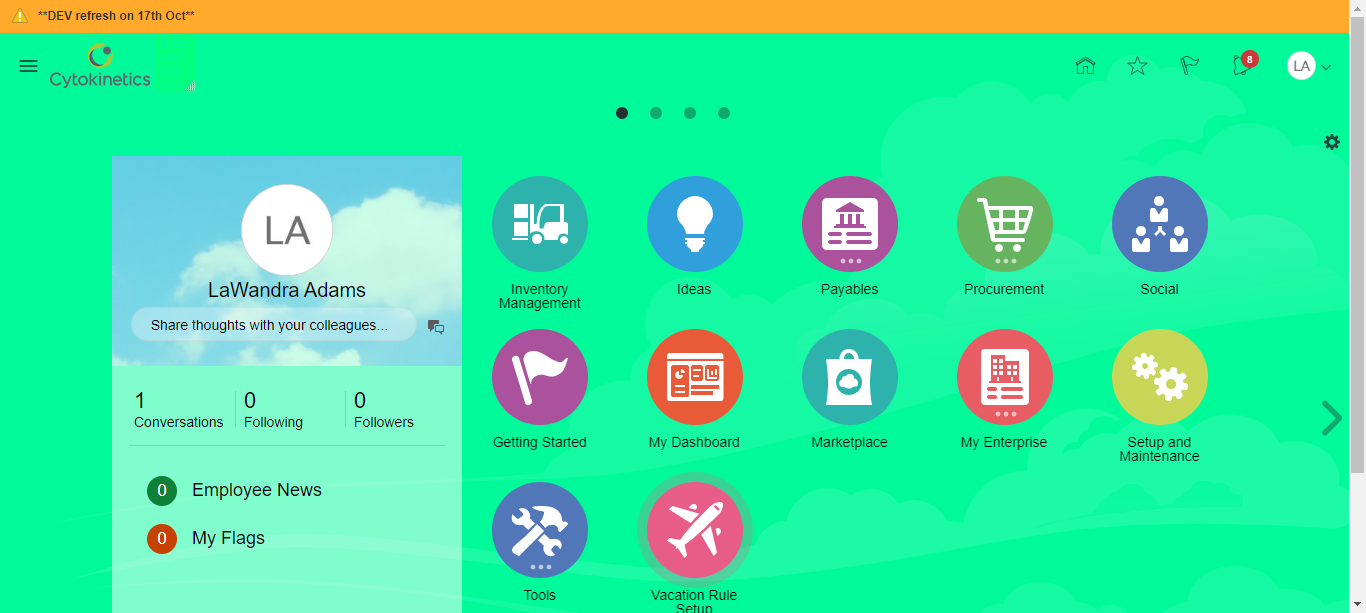 **DEV refresh on 17th Oct**
Cytokinetics
8
LA
LA
LaWandra Adams
Share thoughts with your colleagues...
1
Conversations
0
Following
0
Followers
0 Employee News
0 My Flags
Inventory
Management
Ideas
Payables
Procurement
Social
Getting Started
My Dashboard
Marketplace
My Enterprise
Setup and
Maintenance
Tools
Vacation Rule
Setup